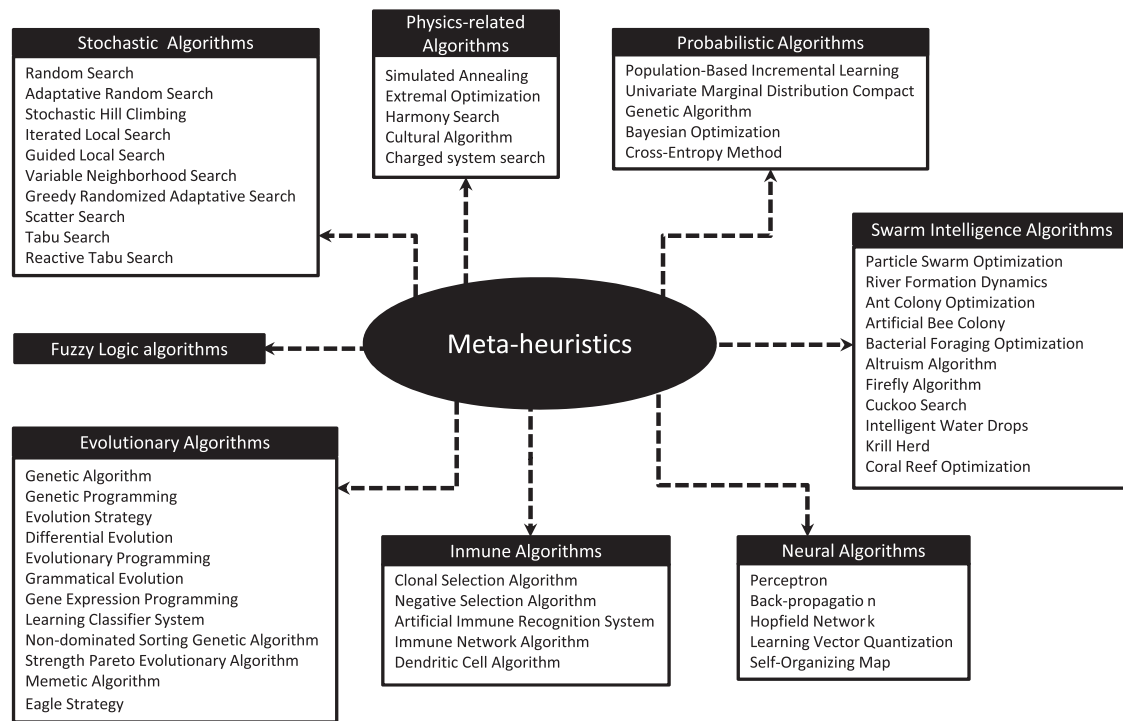 Stochastic Algorithms
Random Search
Adaptative Random Search
Stochastic Hill Climbing
Iterated Local Search
Guided Local Search
Variable Neighborhood Search
Greedy Randomized Adaptative Search
Scatter Search
Tabu Search
Reactive Tabu Search
Physics-related
Algorithms
Simulated Annealing
Extremal Optimization
Harmony Search
Cultural Algorithm
Charged system search
Probabilistic Algorithms
Population-Based Incremental Learning
Univariate Marginal Distribution Compact
Genetic Algorithm
Bayesian Optimization
Cross-Entropy Method
Swarm Intelligence Algorithms
Particle Swarm Optimization
River Formation Dynamics
Ant Colony Optimization
Artificial Bee Colony
Bacterial Foraging Optimization
Altruism Algorithm
Firefly Algorithm
Cuckoo Search
Intelligent Water Drops
Krill Herd
Coral Reef Optimization
Meta-heuristics
Fuzzy Logic algorithms
Evolutionary Algorithms
Genetic Algorithm
Genetic Programming
Evolution Strategy
Differential Evolution
Evolutionary Programming
Grammatical Evolution
Gene Expression Programming
Learning Classifier System
Non-dominated Sorting Genetic Algorithm
Strength Pareto Evolutionary Algorithm
Memetic Algorithm
Eagle Strategy
Inmune Algorithms
Clonal Selection Algorithm
Negative Selection Algorithm
Artificial Immune Recognition System
Immune Network Algorithm
Dendritic Cell Algorithm
Neural Algorithms
Perceptron
Back-propagation
Hopfield Network
Learning Vector Quantization
Self-Organizing Map